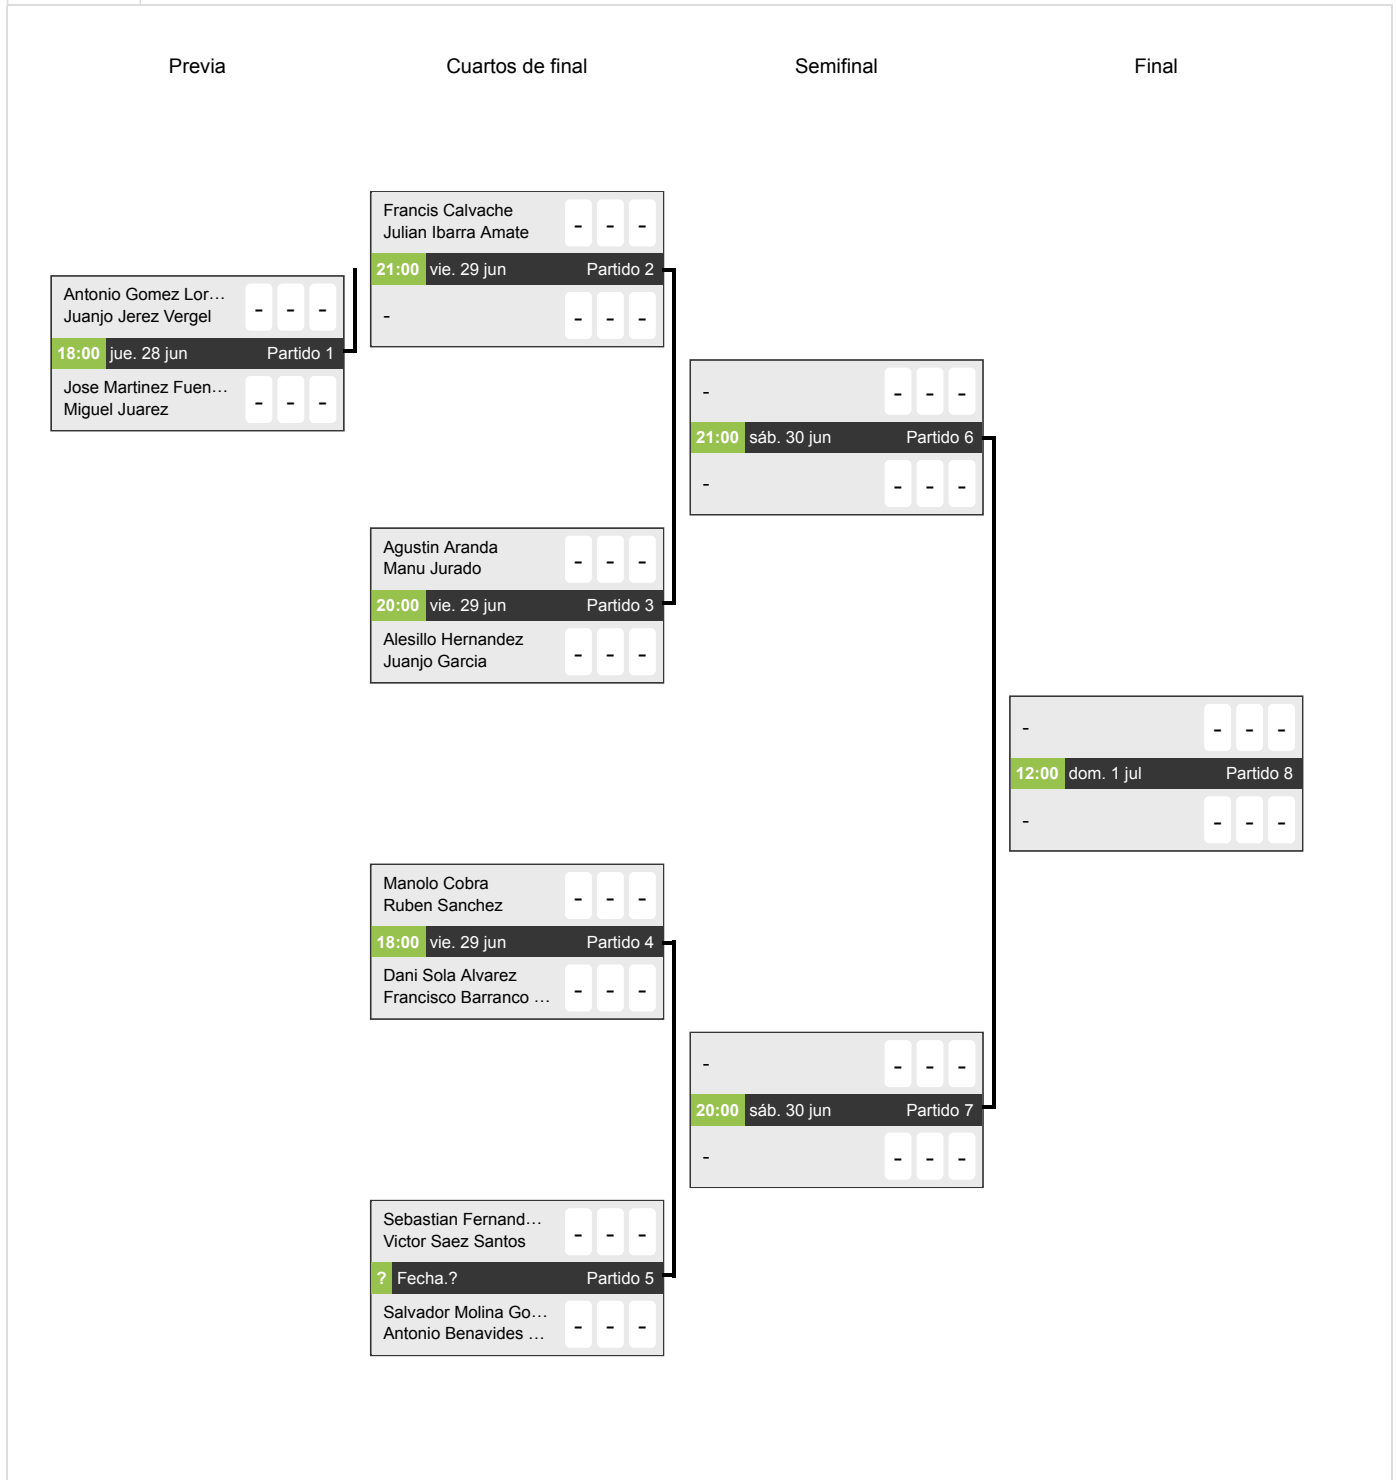 Previa
Cuartos de final
Semifinal
Final
Antonio Gomez Lor…
Juanjo Jerez Vergel
- - -
18:00 jue. 28 jun Partido 1
Jose Martinez Fuen…
Miguel Juarez
- - -
Francis Calvache
Julian Ibarra Amate
- - -
21:00 vie. 29 jun Partido 2
-
- - -
Agustin Aranda
Manu Jurado
- - -
20:00 vie. 29 jun Partido 3
Alesillo Hernandez
Juanjo Garcia
- - -
Manolo Cobra
Ruben Sanchez
- - -
18:00 vie. 29 jun Partido 4
Dani Sola Alvarez
Francisco Barranco …
- - -
Sebastian Fernand…
Victor Saez Santos
- - -
? Fecha.? Partido 5
Salvador Molina Go…
Antonio Benavides …
- - -
-
- - -
21:00 sáb. 30 jun Partido 6
-
- - -
-
- - -
20:00 sáb. 30 jun Partido 7
-
- - -
-
- - -
12:00 dom. 1 jul Partido 8
-
- - -